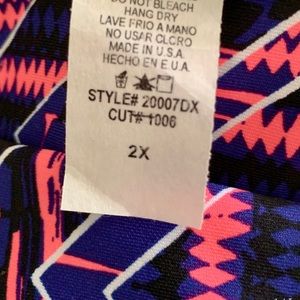 DO NOT BLEACH
HANG DRY
LAVE FRIO A MANO
NO USAR CLCRO
MADE IN U.S.A
HECHO EN E.U.A.
STYLE# 20007DX
CUT# 1006
2X